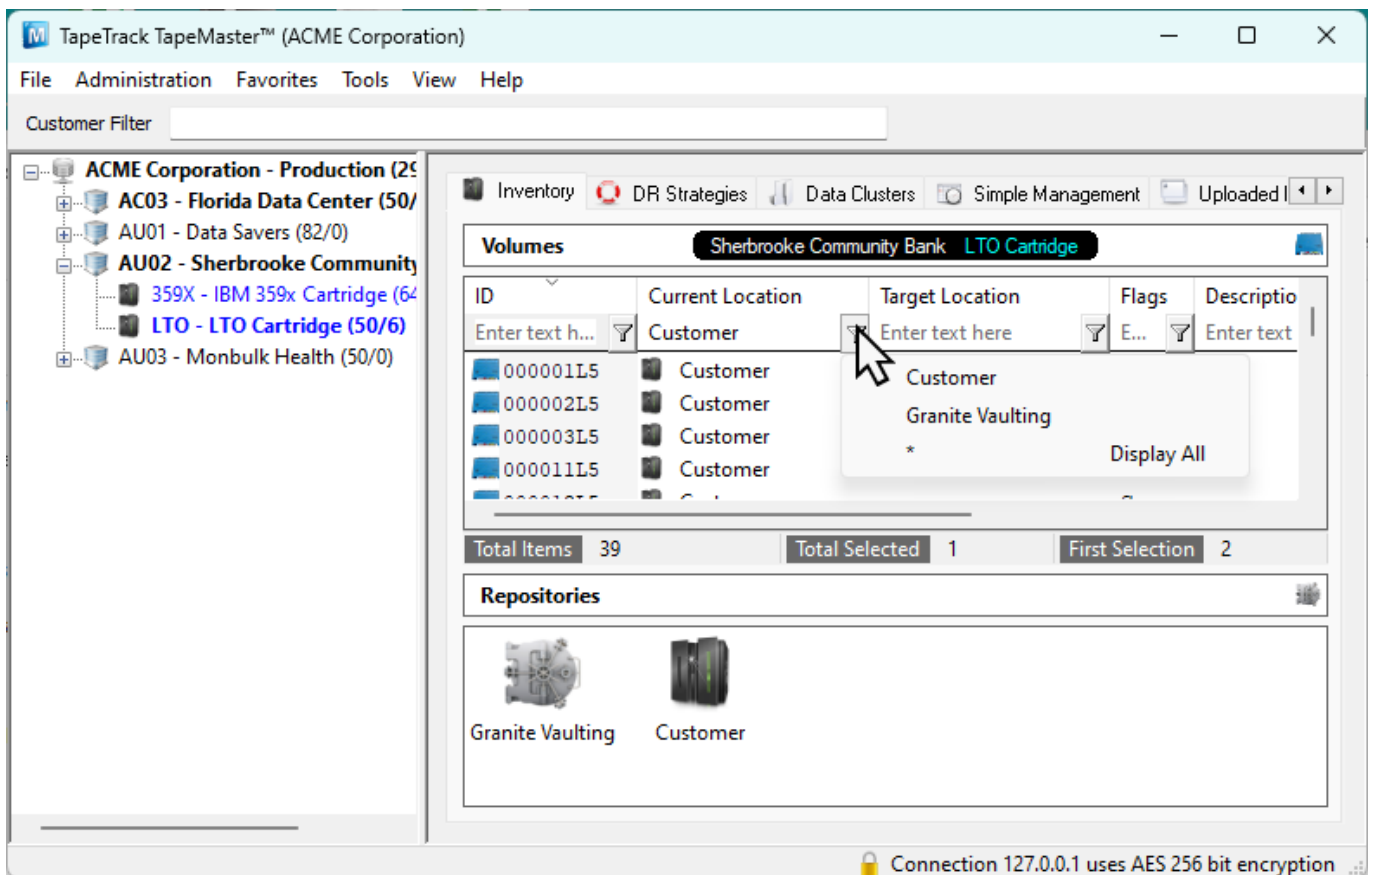 TapeTrack TapeMaster™ (ACME Corporation)
File Administration Favorites Tools View Help
Customer Filter
ACME Corporation - Production (29
AC03 - Florida Data Center (50/
AU01 - Data Savers (82/0)
AU02 - Sherbrooke Community
359X - IBM 359x Cartridge (64
LTO - LTO Cartridge (50/6)
AU03 - Monbulk Health (50/0)
Inventory DR Strategies Data Clusters Simple Management Uploaded I
Volumes Sherbrooke Community Bank LTO Cartridge
ID Current Location Target Location Flags Descriptio
Enter text h... Customer Enter text here E... Enter text
000001L5 Customer
000002L5 Customer
000003L5 Customer
000011L5 Customer
Customer
Granite Vaulting
* Display All
Total Items 39 Total Selected 1 First Selection 2
Repositories
Granite Vaulting Customer
Connection 127.0.0.1 uses AES 256 bit encryption